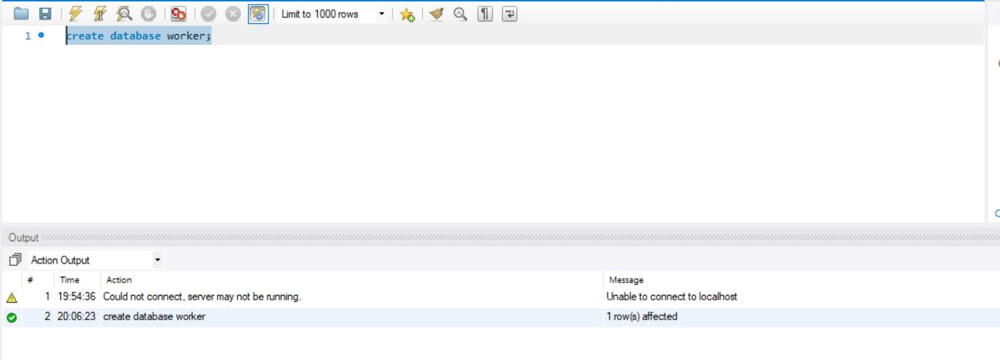 Limit to 1000 rows
1 create database worker;
Output
Action Output
# Time Action Message
1 19:54:36 Could not connect, server may not be running. Unable to connect to localhost
2 20:06:23 create database worker 1 row(s) affected